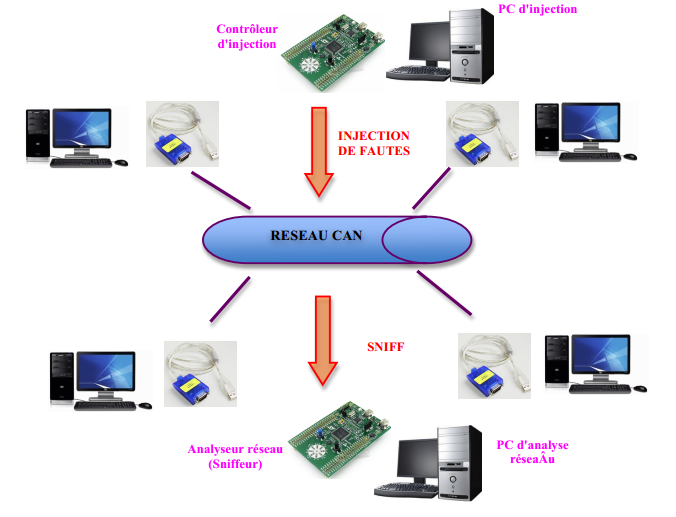 PC d'injection
Contrôleur
d'injection
INJECTION
DE FAUTES
RESEAU CAN
SNIFF
Analyseur réseau
(Sniffeur)
PC d'analyse
réseaÂu